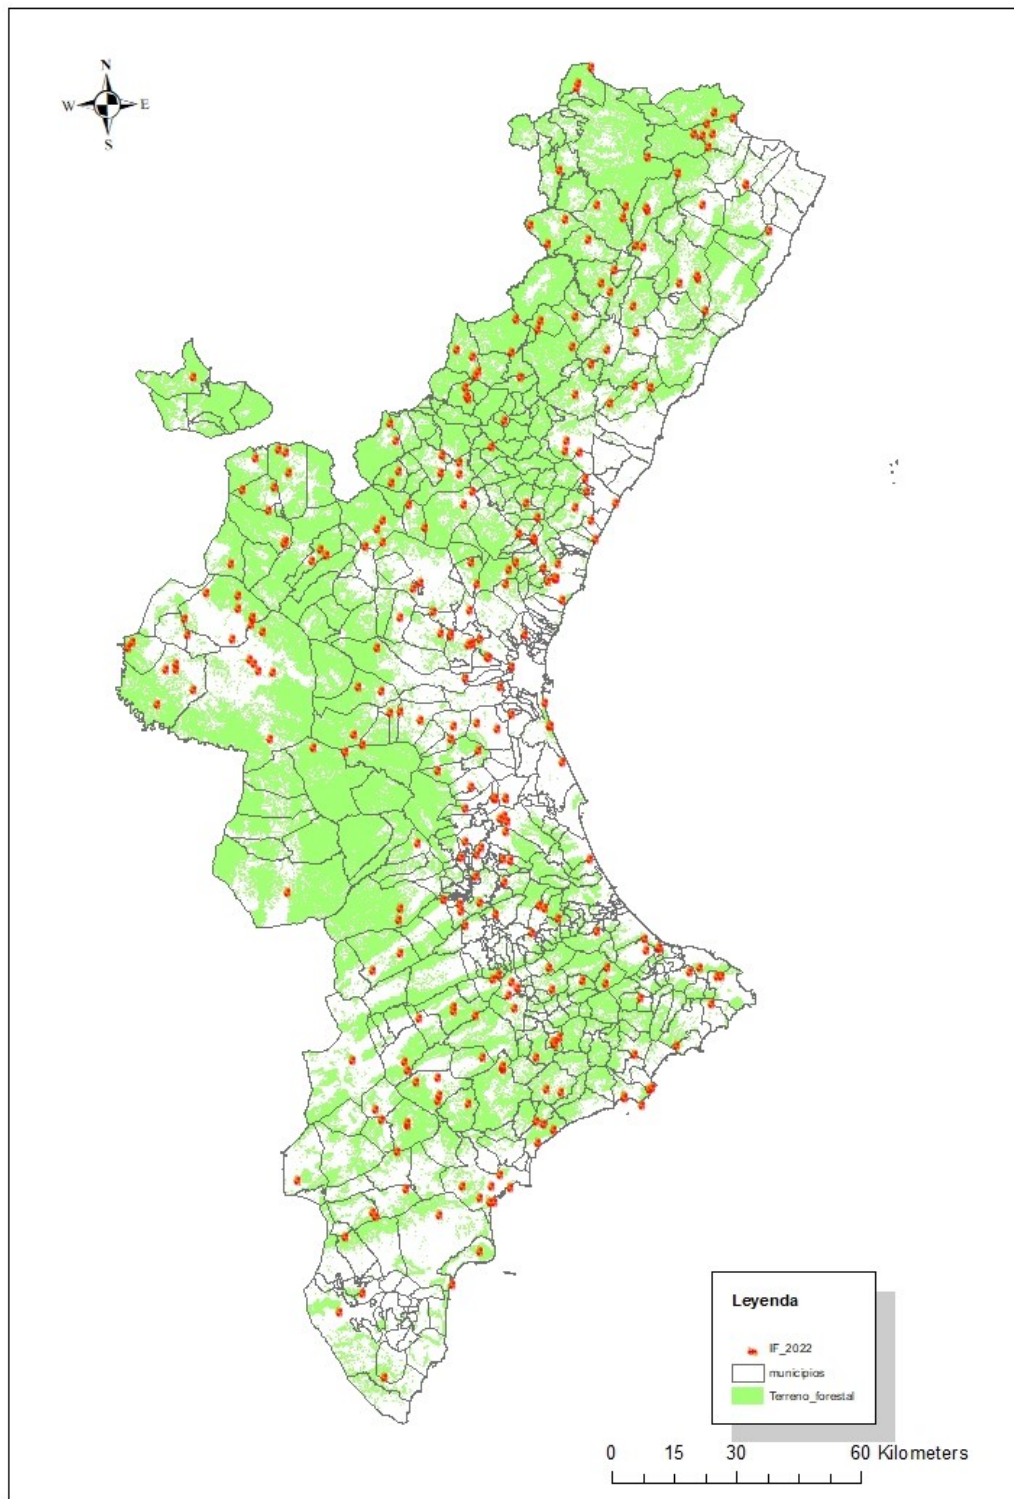 N
W E
S
Leyenda
IF_2022
municipios
Terreno_forestal
0 15 30 60 Kilometers